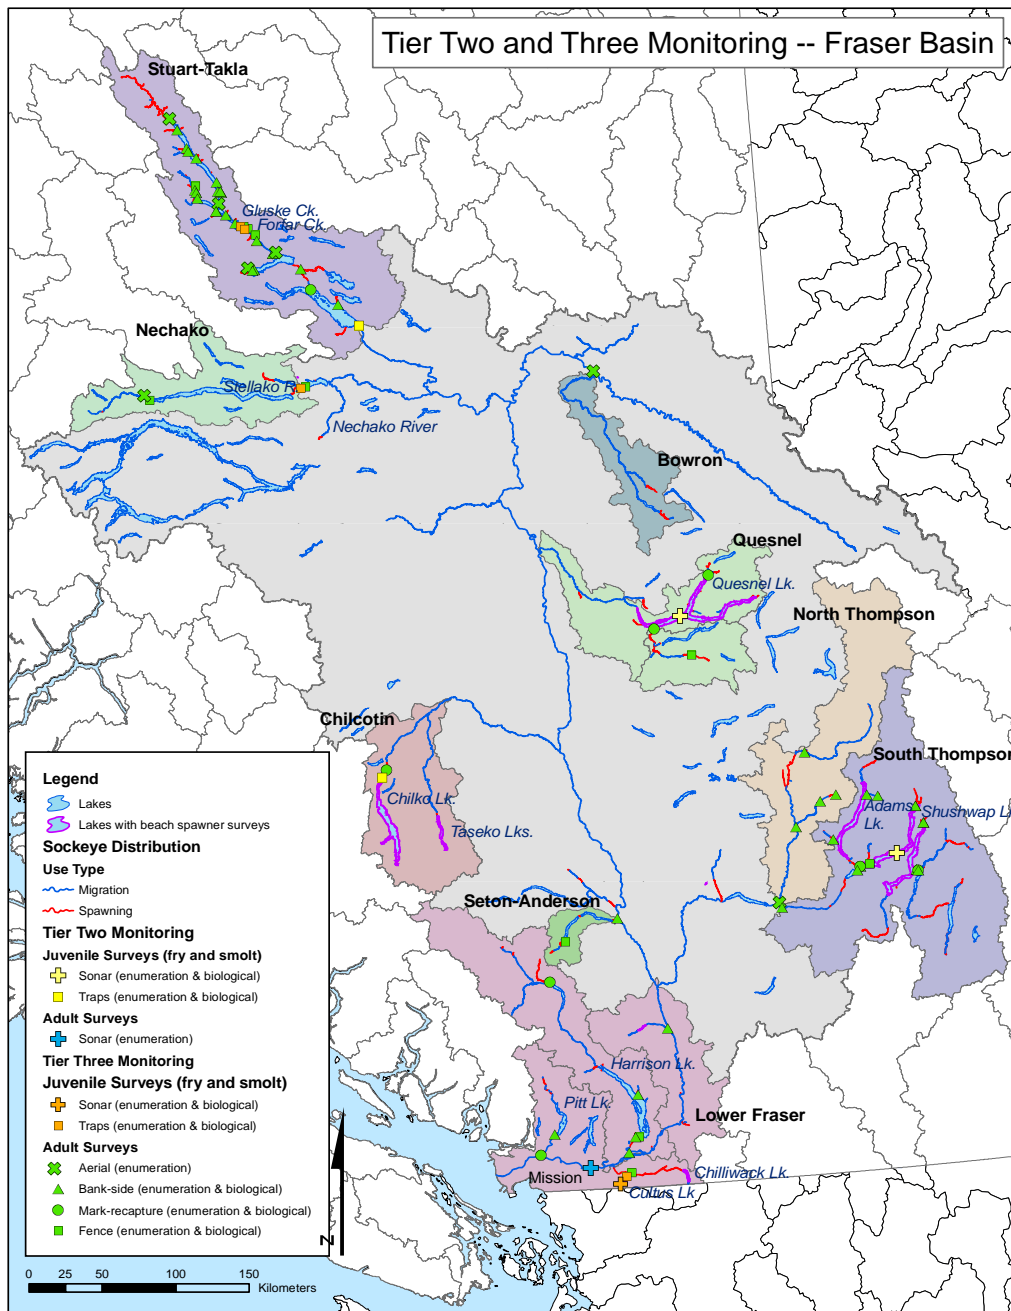 Tier Two and Three Monitoring -- Fraser Basin
Stuart-Takla
Gluske Ck.
Forfar Ck.
Nechako
Stellako R.
Nechako River
Bowron
Quesnel
Quesnel Lk.
North Thompson
Chilcotin
South Thompson
Chilko Lk.
Adams Lk.
Shushwap L
Taseko Lks.
Seton-Anderson
Harrison Lk.
Pitt Lk.
Lower Fraser
Mission
Chilliwack Lk.
Cultus Lk
Legend
Lakes
Lakes with beach spawner surveys
Sockeye Distribution
Use Type
Migration
Spawning
Tier Two Monitoring
Juvenile Surveys (fry and smolt)
Sonar (enumeration & biological)
Traps (enumeration & biological)
Adult Surveys
Sonar (enumeration)
Tier Three Monitoring
Juvenile Surveys (fry and smolt)
Sonar (enumeration & biological)
Traps (enumeration & biological)
Adult Surveys
Aerial (enumeration)
Bank-side (enumeration & biological)
Mark-recapture (enumeration & biological)
Fence (enumeration & biological)
N
0 25 50 100 150
Kilometers